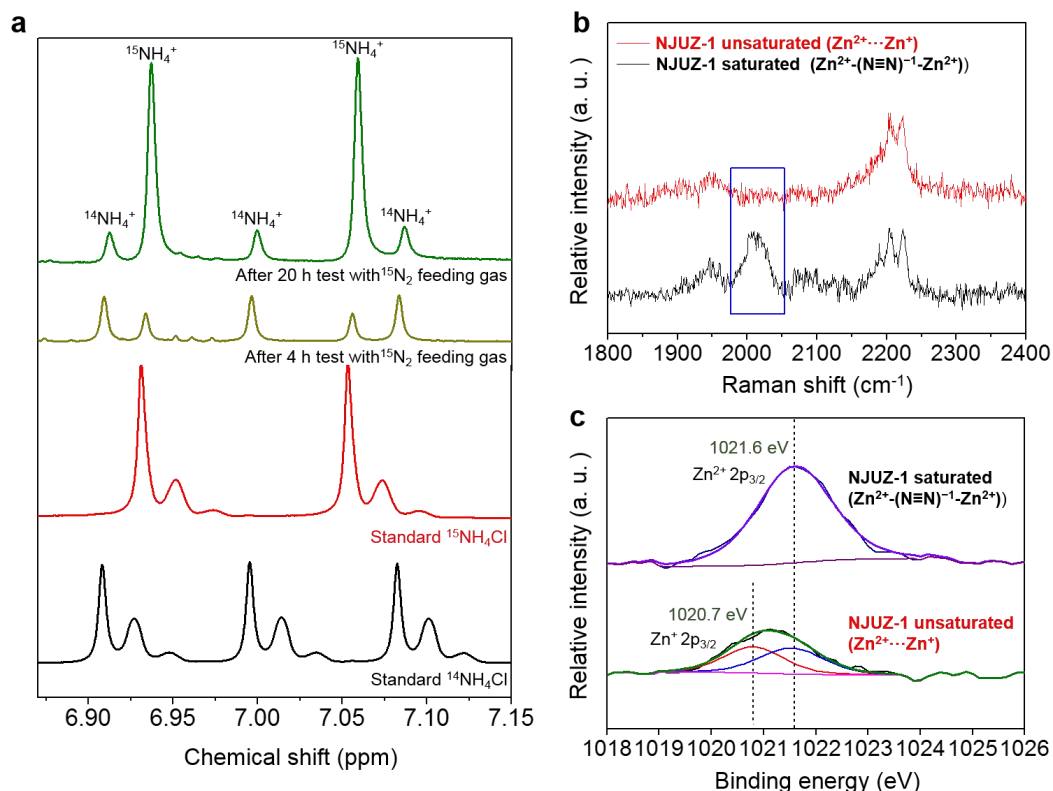 a
¹⁵NH₄⁺
¹⁵NH₄⁺
¹⁴NH₄⁺
¹⁴NH₄⁺
¹⁴NH₄⁺
After 20 h test with¹⁵N₂ feeding gas
After 4 h test with¹⁵N₂ feeding gas
Standard ¹⁵NH₄Cl
Standard ¹⁴NH₄Cl
6.90 6.95 7.00 7.05 7.10 7.15
Chemical shift (ppm)
b
NJUZ-1 unsaturated (Zn²⁺···Zn⁺)
NJUZ-1 saturated (Zn²⁺-(N≡N)⁻¹-Zn²⁺))
Relative intensity (a. u.)
1800 1900 2000 2100 2200 2300 2400
Raman shift (cm⁻¹)
c
1021.6 eV
Zn²⁺ 2p₃/₂
NJUZ-1 saturated
(Zn²⁺-(N≡N)⁻¹-Zn²⁺))
1020.7 eV
Zn⁺ 2p₃/₂
NJUZ-1 unsaturated
(Zn²⁺···Zn⁺)
Relative intensity (a. u. )
1018 1019 1020 1021 1022 1023 1024 1025 1026
Binding energy (eV)